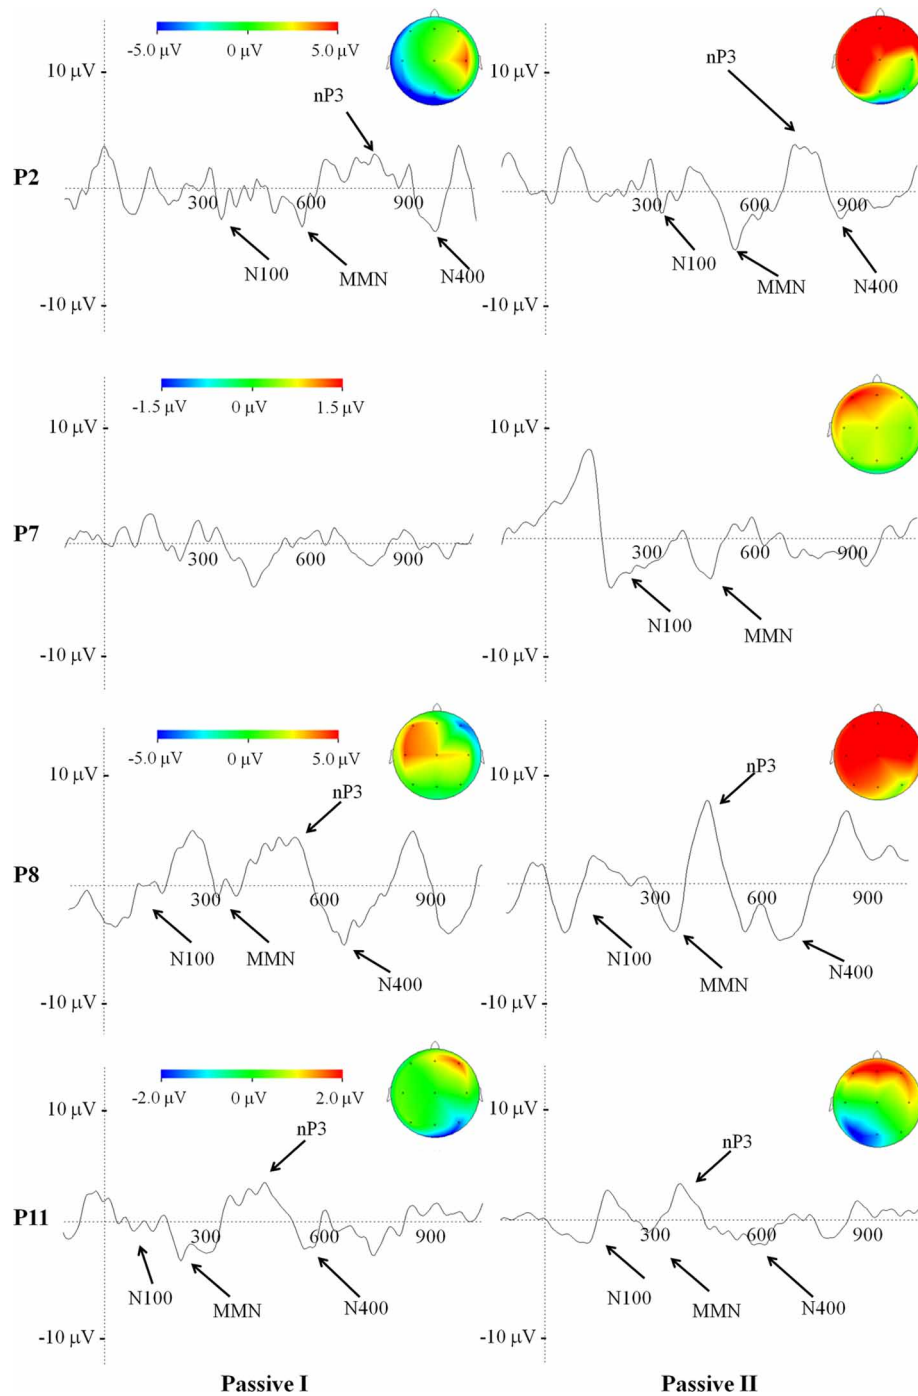 -5.0 µV 0 µV 5.0 µV
10 µV
nP3
nP3
P2
300 600 900
300 600 900
N100 MMN N400
N100 MMN N400
-10 µV
-10 µV
10 µV
-1.5 µV 0 µV 1.5 µV
10 µV
10 µV
P7
300 600 900
300 600 900
N100 MMN
-10 µV
-10 µV
-5.0 µV 0 µV 5.0 µV
10 µV
10 µV
nP3
nP3
P8
300 600 900
300 600 900
N100 MMN N400
N100 MMN N400
-10 µV
-10 µV
-2.0 µV 0 µV 2.0 µV
10 µV
10 µV
nP3
nP3
P11
300 600 900
300 600 900
N100 MMN N400
N100 MMN N400
-10 µV
-10 µV
Passive I Passive II